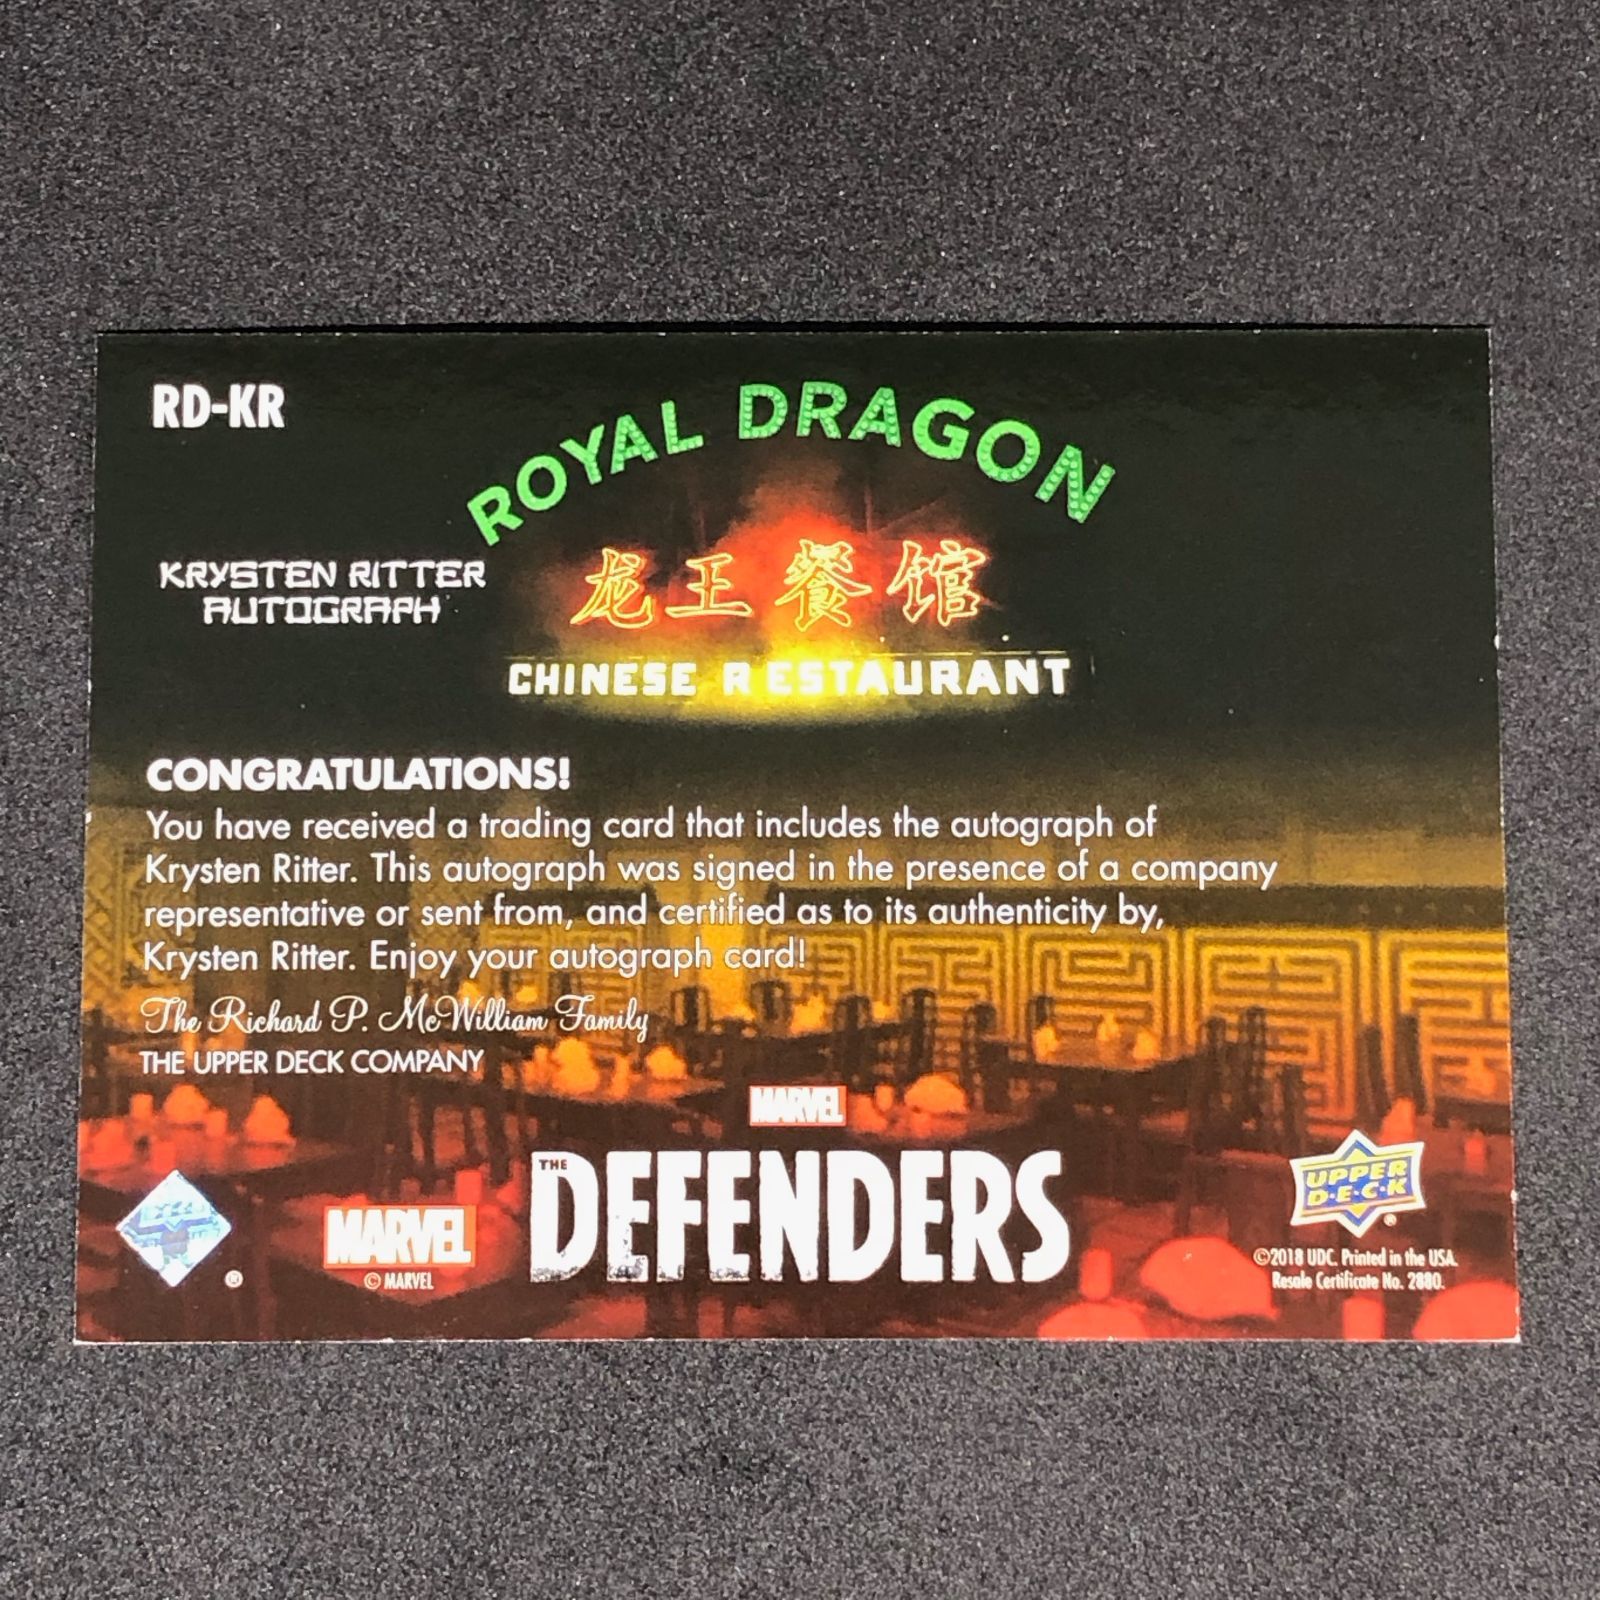 RD-KR
ROYAL DRAGON
KRYSTEN RITTER
AUTOGRAPH
龙王餐馆
CHINESE RESTAURANT
CONGRATULATIONS!
You have received a trading card that includes the autograph of
Krysten Ritter. This autograph was signed in the presence of a company
representative or sent from, and certified as to its authenticity by,
Krysten Ritter. Enjoy your autograph card!
The Richard P. McWilliam Family
THE UPPER DECK COMPANY
MARVEL
THE DEFENDERS
MARVEL
© MARVEL
®
UPPER
D·E·C·K
®
©2018 UDC. Printed in the USA.
Resale Certificate No. 2880.